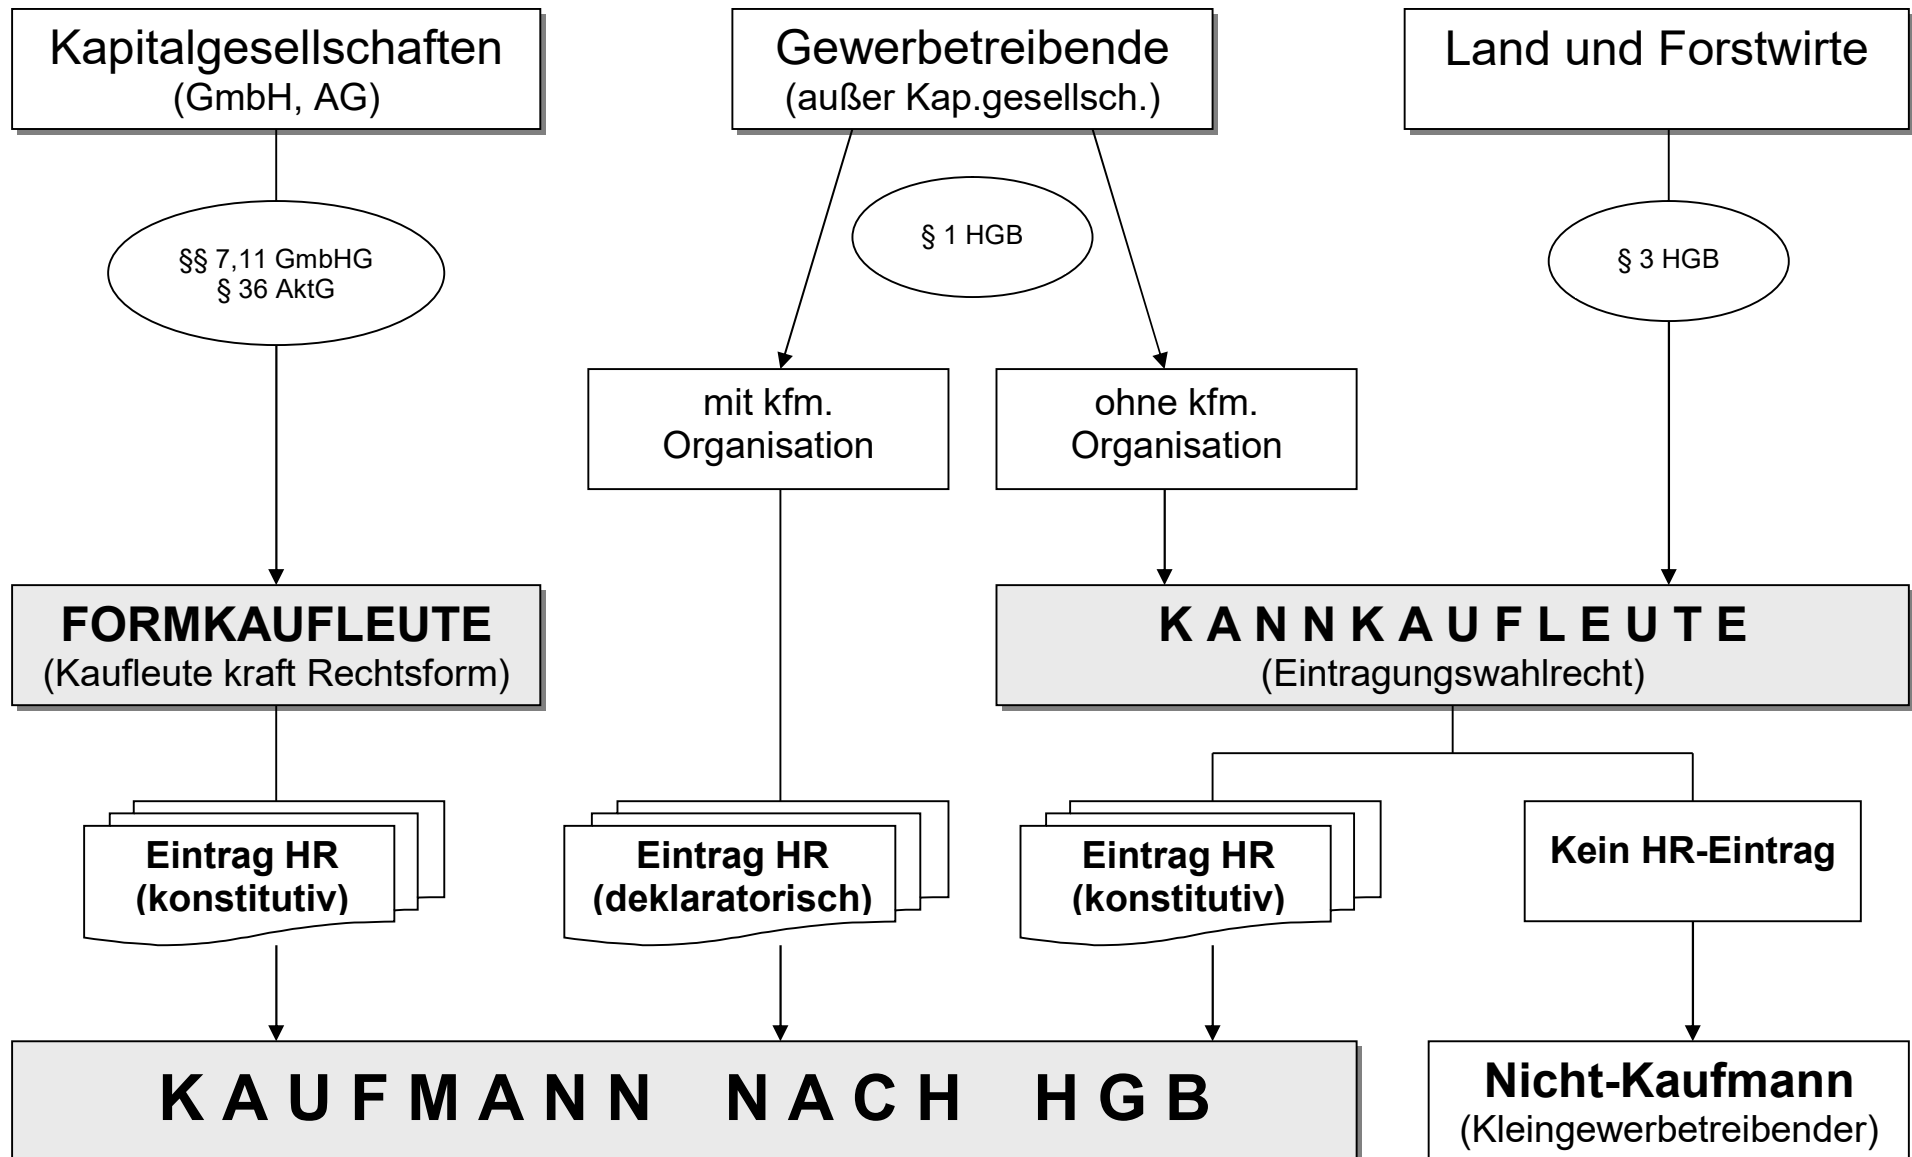 Kapitalgesellschaften
(GmbH, AG)
Gewerbetreibende
(außer Kap.gesellsch.)
Land und Forstwirte
§§ 7,11 GmbHG
§ 36 AktG
§ 1 HGB
§ 3 HGB
mit kfm.
Organisation
ohne kfm.
Organisation
FORMKAUFLEUTE
(Kaufleute kraft Rechtsform)
K A N N K A U F L E U T E
(Eintragungswahlrecht)
Eintrag HR
(konstitutiv)
Eintrag HR
(deklaratorisch)
Eintrag HR
(konstitutiv)
Kein HR-Eintrag
K A U F M A N N   N A C H   H G B
Nicht-Kaufmann
(Kleingewerbetreibender)